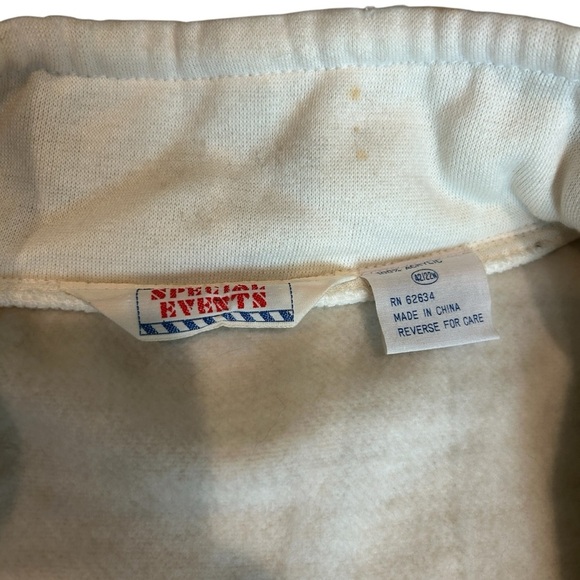 SPECIAL
EVENTS
RN 62634
MADE IN CHINA
REVERSE FOR CARE